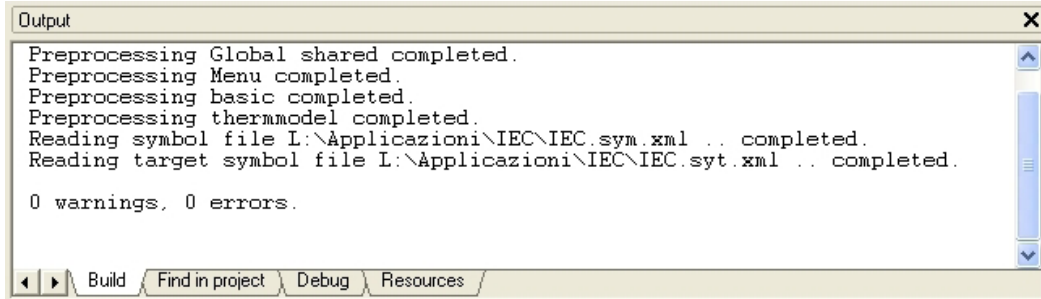 Output
Preprocessing Global shared completed.
Preprocessing Menu completed.
Preprocessing basic completed.
Preprocessing thermmodel completed.
Reading symbol file L:\Applicazioni\IEC\IEC.sym.xml .. completed.
Reading target symbol file L:\Applicazioni\IEC\IEC.syt.xml .. completed.
0 warnings, 0 errors.
Build Find in project Debug Resources